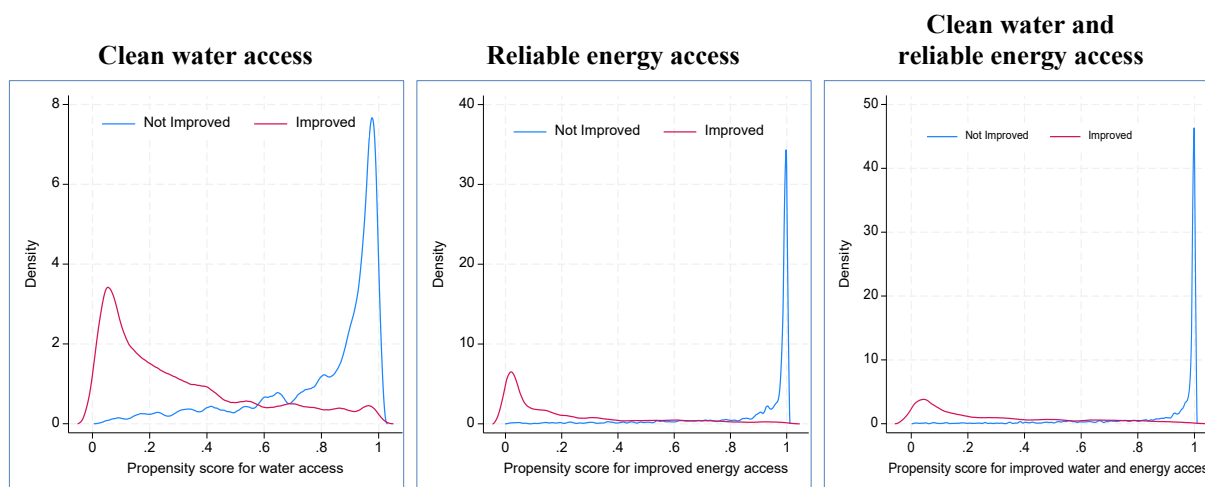 Clean water access
8
6
4
2
0
Density
Not Improved
Improved
0
.2
.4
.6
.8
1
Propensity score for water access
Reliable energy access
40
30
20
10
0
Density
Not Improved
Improved
0
.2
.4
.6
.8
1
Propensity score for improved energy access
Clean water and
reliable energy access
50
40
30
20
10
0
Density
Not Improved
Improved
0
.2
.4
.6
.8
1
Propensity score for improved water and energy acces